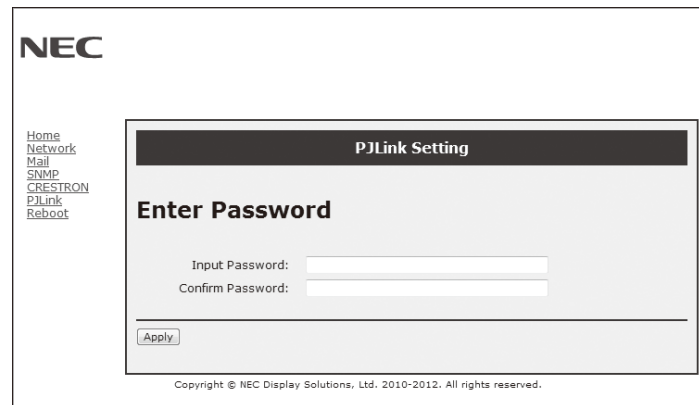 NEC
Home
Network
Mail
SNMP
CRESTRON
PJLink
Reboot
PJLink Setting
Enter Password
Input Password:
Confirm Password:
Apply
Copyright © NEC Display Solutions, Ltd. 2010-2012. All rights reserved.